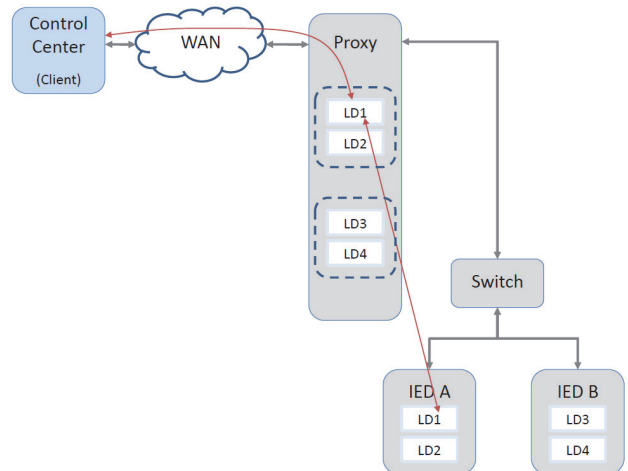 Control
Center
(Client)
WAN
Proxy
LD1
LD2
LD3
LD4
Switch
IED A
LD1
LD2
IED B
LD3
LD4